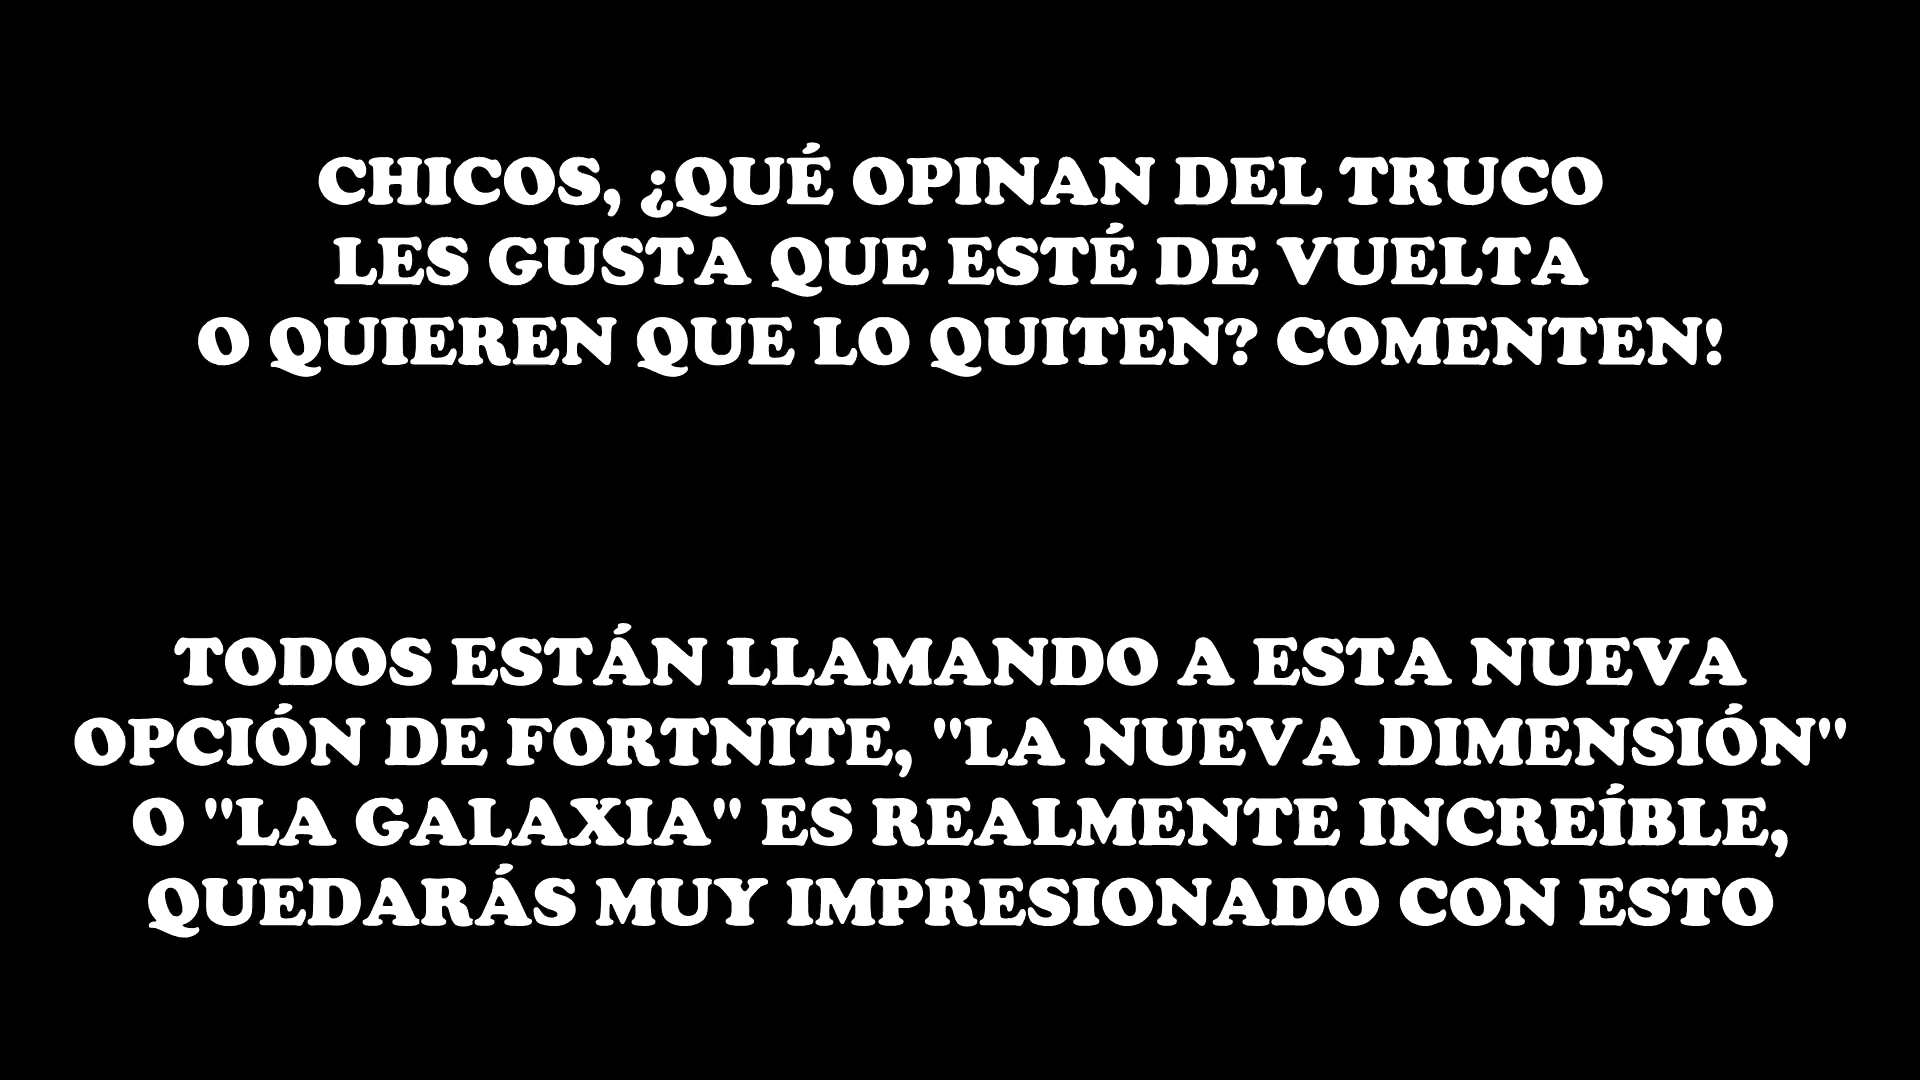 CHICOS, ¿QUÉ OPINAN DEL TRUCO
LES GUSTA QUE ESTÉ DE VUELTA
O QUIEREN QUE LO QUITEN? COMENTEN!
TODOS ESTÁN LLAMANDO A ESTA NUEVA
OPCIÓN DE FORTNITE, "LA NUEVA DIMENSIÓN"
O "LA GALAXIA" ES REALMENTE INCREÍBLE,
QUEDARÁS MUY IMPRESIONADO CON ESTO